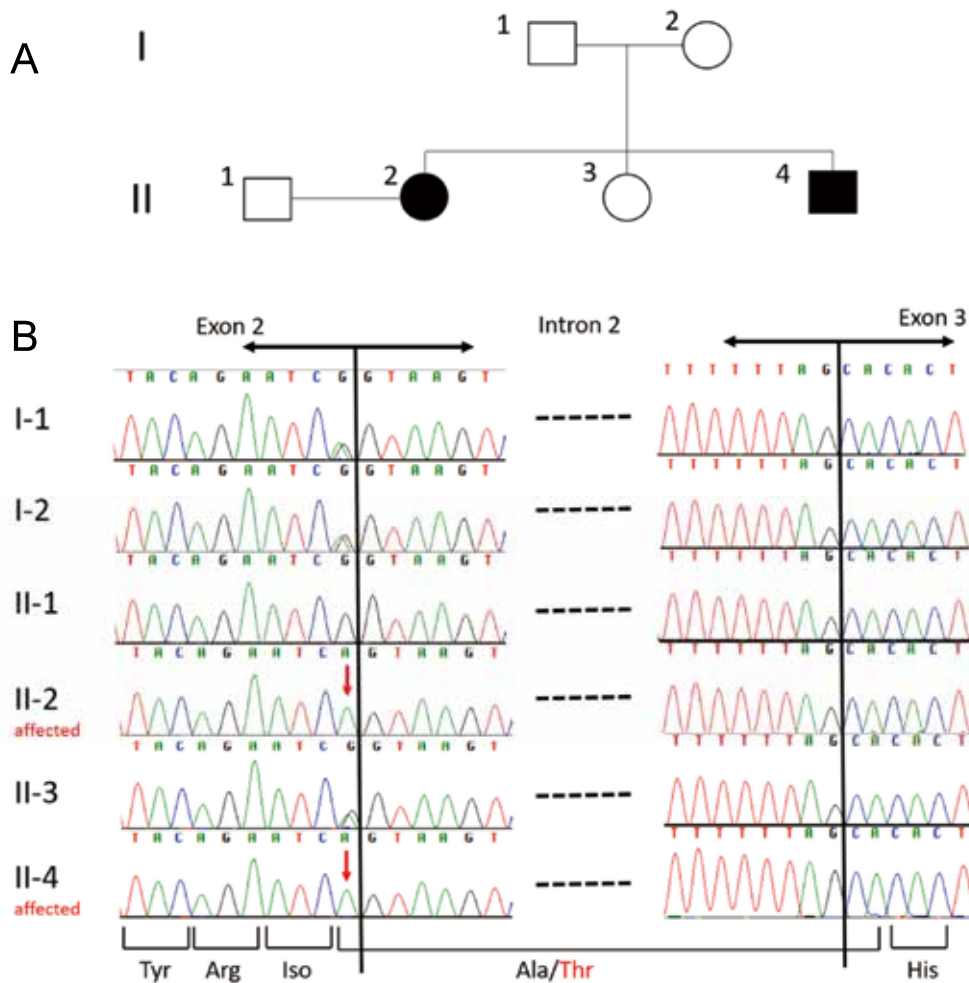 A
I
1
2
II
1
2
3
4
B
Exon 2
Intron 2
Exon 3
T A C A G A A T C G G T A A G T
T T T T T T A G C A C A C T
I-1
T A C A G A A T C G G T A A G T
T T T T T T A G C A C A C T
I-2
T A C A G A A T C G G T A A G T
T T T T T T A G C A C A C T
II-1
T A C A G A A T C A G T A A G T
T T T T T T A G C A C A C T
II-2
affected
T A C A G A A T C G G T A A G T
T T T T T T A G C A C A C T
II-3
T A C A G A A T C A G T A A G T
T T T T T T A G C A C A C T
II-4
affected
Tyr
Arg
Iso
Ala/Thr
His